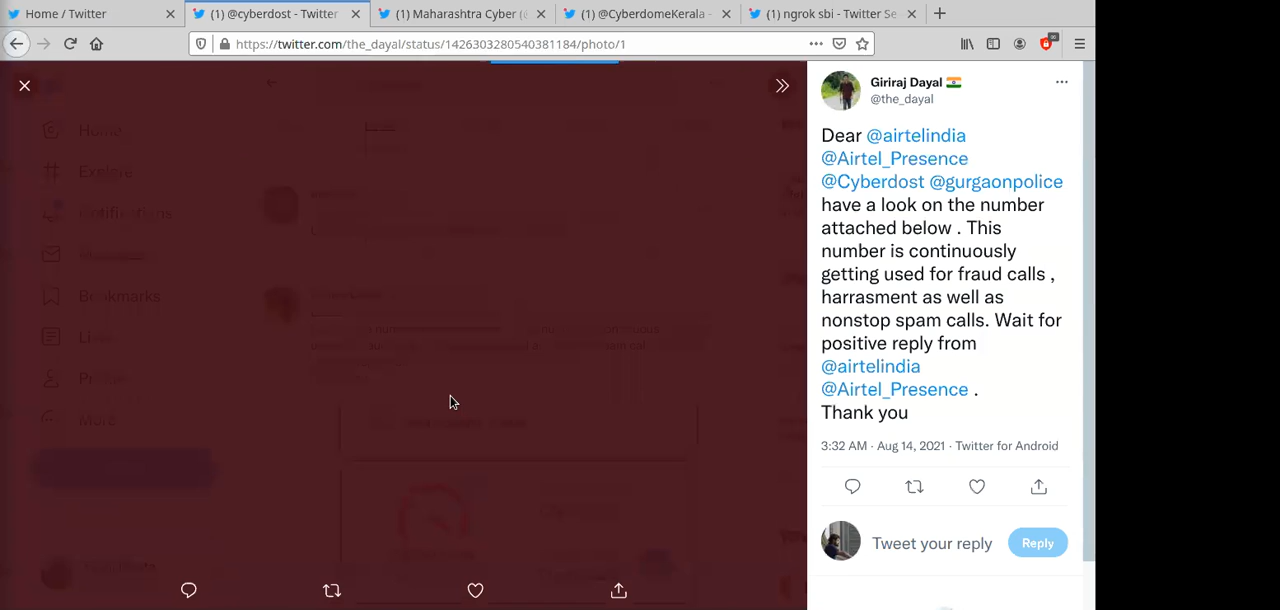 Home / Twitter
(1) @cyberdost - Twitter
(1) Maharashtra Cyber (@
(1) @CyberdomeKerala -
(1) ngrok sbi - Twitter Se
https://twitter.com/the_dayal/status/1426303280540381184/photo/1
Home
Explore
Notifications
Messages
Bookmarks
Lists
Profile
More
Giriraj Dayal
@the_dayal
Dear @airtelindia
@Airtel_Presence
@Cyberdost @gurgaonpolice
have a look on the number
attached below . This
number is continuously
getting used for fraud calls ,
harrasment as well as
nonstop spam calls. Wait for
positive reply from
@airtelindia
@Airtel_Presence .
Thank you
3:32 AM · Aug 14, 2021 · Twitter for Android
Tweet your reply
Reply